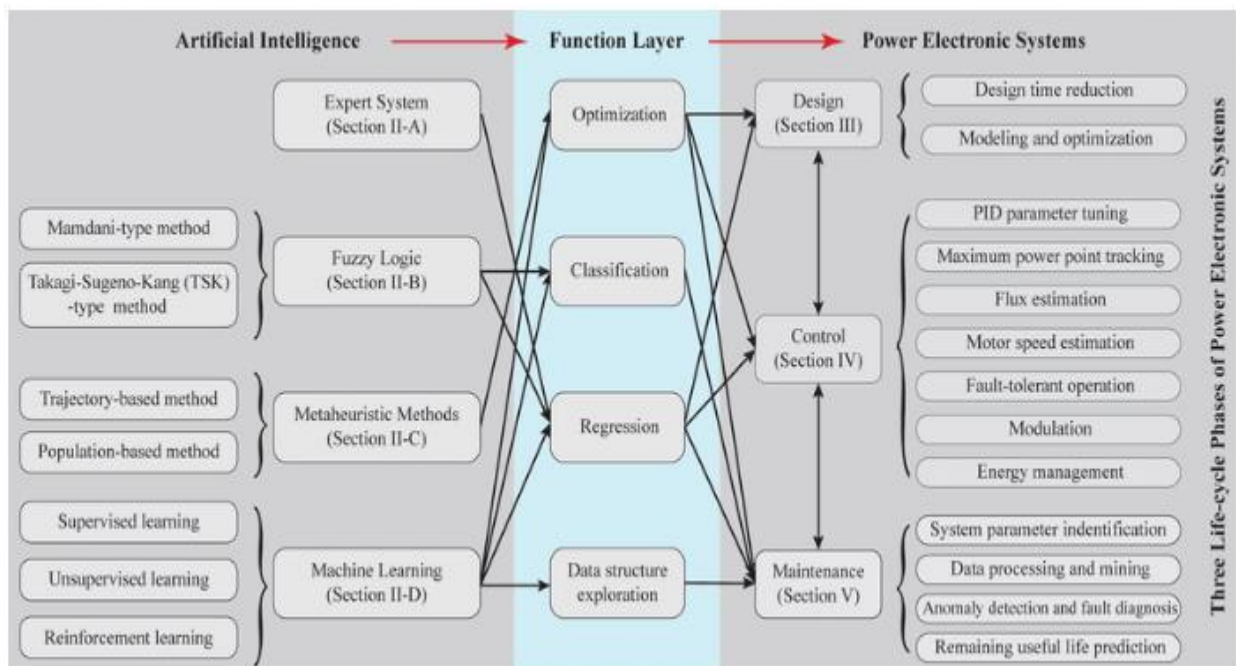 Artificial Intelligence
Function Layer
Power Electronic Systems
Expert System
(Section II-A)
Mamdani-type method
Takagi-Sugeno-Kang (TSK)
-type method
Fuzzy Logic
(Section II-B)
Trajectory-based method
Population-based method
Metaheuristic Methods
(Section II-C)
Supervised learning
Unsupervised learning
Reinforcement learning
Machine Learning
(Section II-D)
Optimization
Classification
Regression
Data structure
exploration
Design
(Section III)
Control
(Section IV)
Maintenance
(Section V)
Design time reduction
Modeling and optimization
PID parameter tuning
Maximum power point tracking
Flux estimation
Motor speed estimation
Fault-tolerant operation
Modulation
Energy management
System parameter indentification
Data processing and mining
Anomaly detection and fault diagnosis
Remaining useful life prediction
Three Life-cycle Phases of Power Electronic Systems